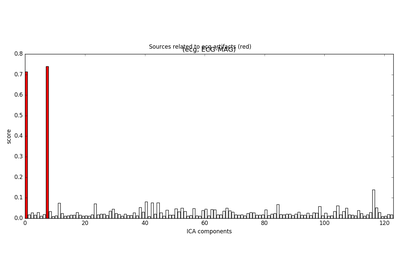 Sources related to ecg artifacts (red)
(ecg, ECG-MAG)
0.8
0.7
0.6
0.5
0.4
0.3
0.2
0.1
0.0
score
0 20 40 60 80 100 120
ICA components